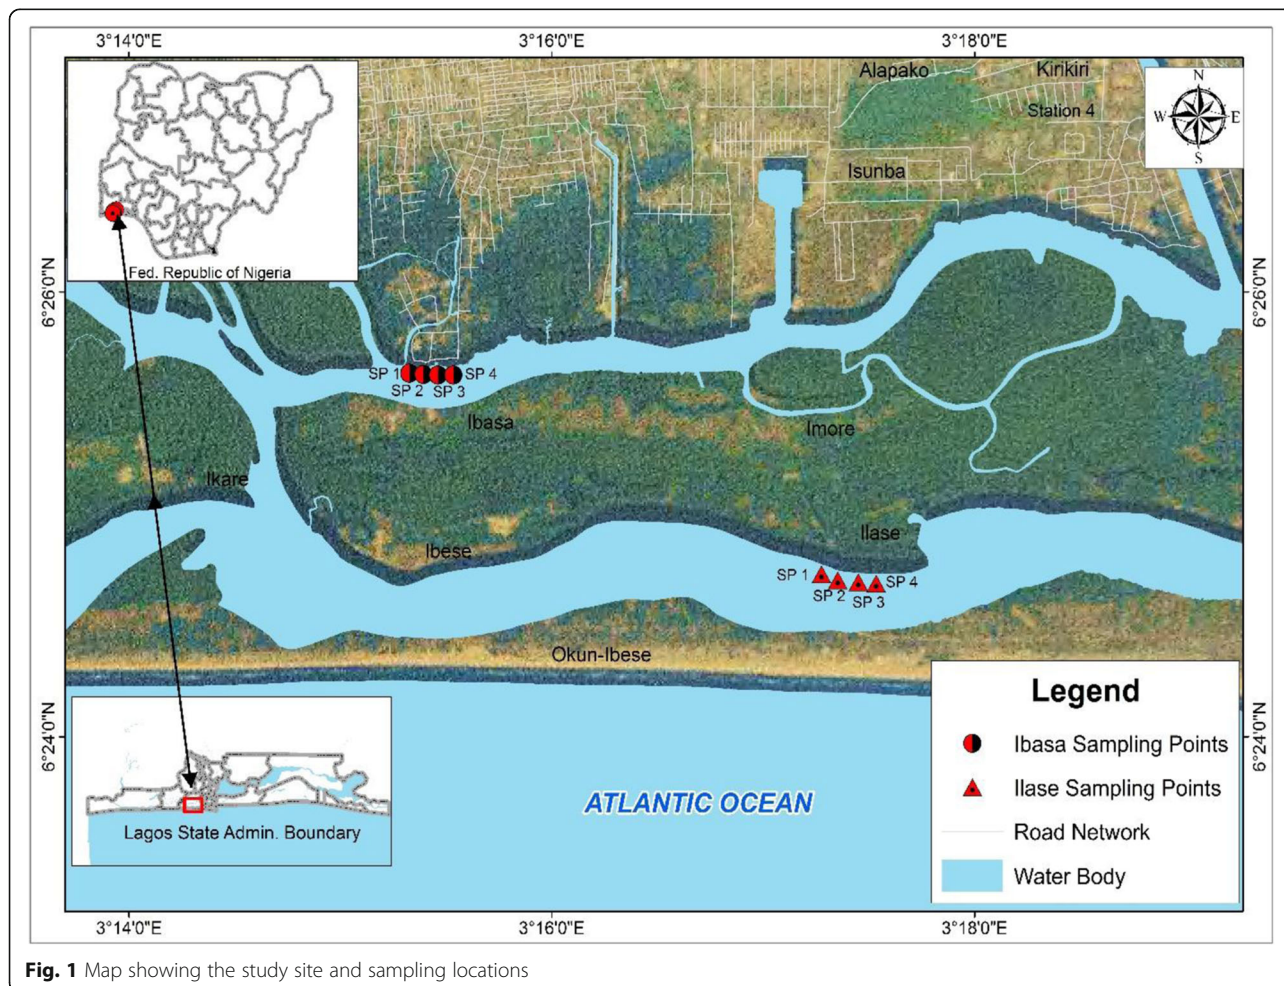 3°14'0"E 3°16'0"E 3°18'0"E
Alapako Kirikiri
Station 4
N
W E
S
Isunba
Fed. Republic of Nigeria
6°26'0"N 6°26'0"N
SP 1 SP 4
SP 2 SP 3
Ibasa Imore
Ikare
Ilase
Ibese
SP 1 SP 4
SP 2 SP 3
Okun-Ibese
6°24'0"N 6°24'0"N
Legend
Ibasa Sampling Points
Ilase Sampling Points
Road Network
Water Body
ATLANTIC OCEAN
Lagos State Admin. Boundary
3°14'0"E 3°16'0"E 3°18'0"E
Fig. 1 Map showing the study site and sampling locations